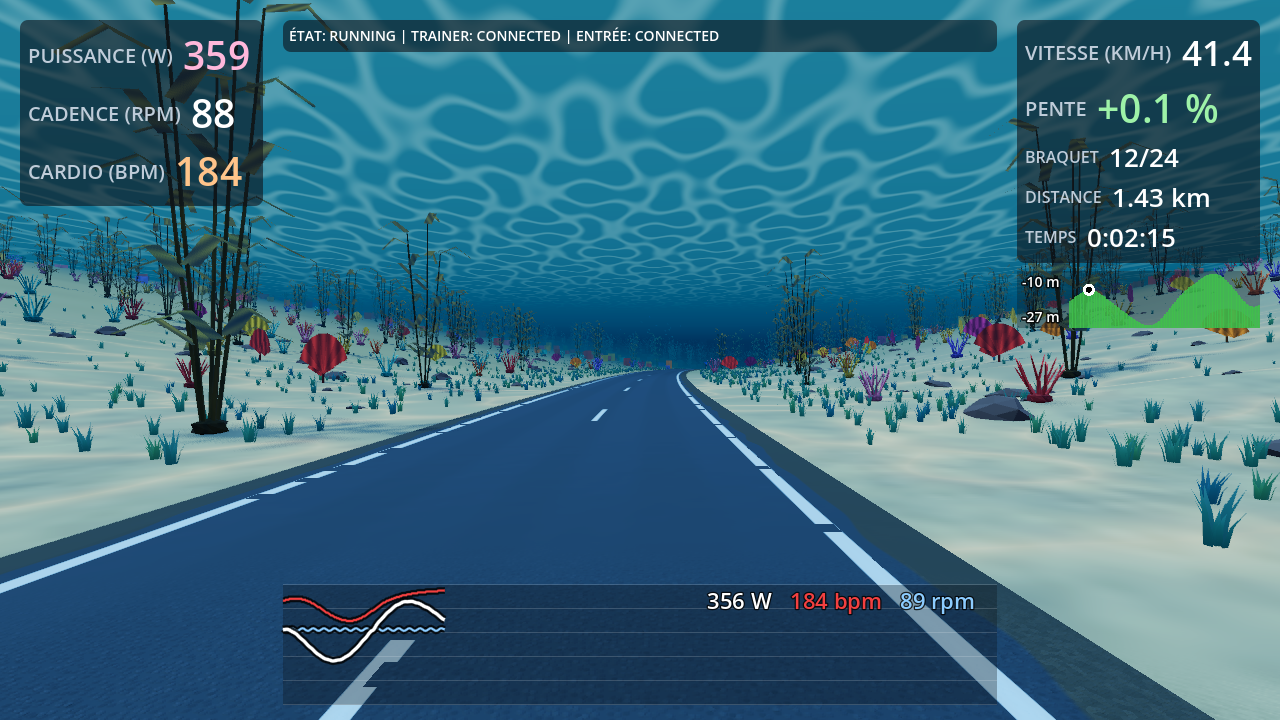 PUISSANCE (W) 359
CADENCE (RPM) 88
CARDIO (BPM) 184
ÉTAT: RUNNING | TRAINER: CONNECTED | ENTRÉE: CONNECTED
VITESSE (KM/H) 41.4
PENTE +0.1 %
BRAQUET 12/24
DISTANCE 1.43 km
TEMPS 0:02:15
-10 m
-27 m
356 W 184 bpm 89 rpm